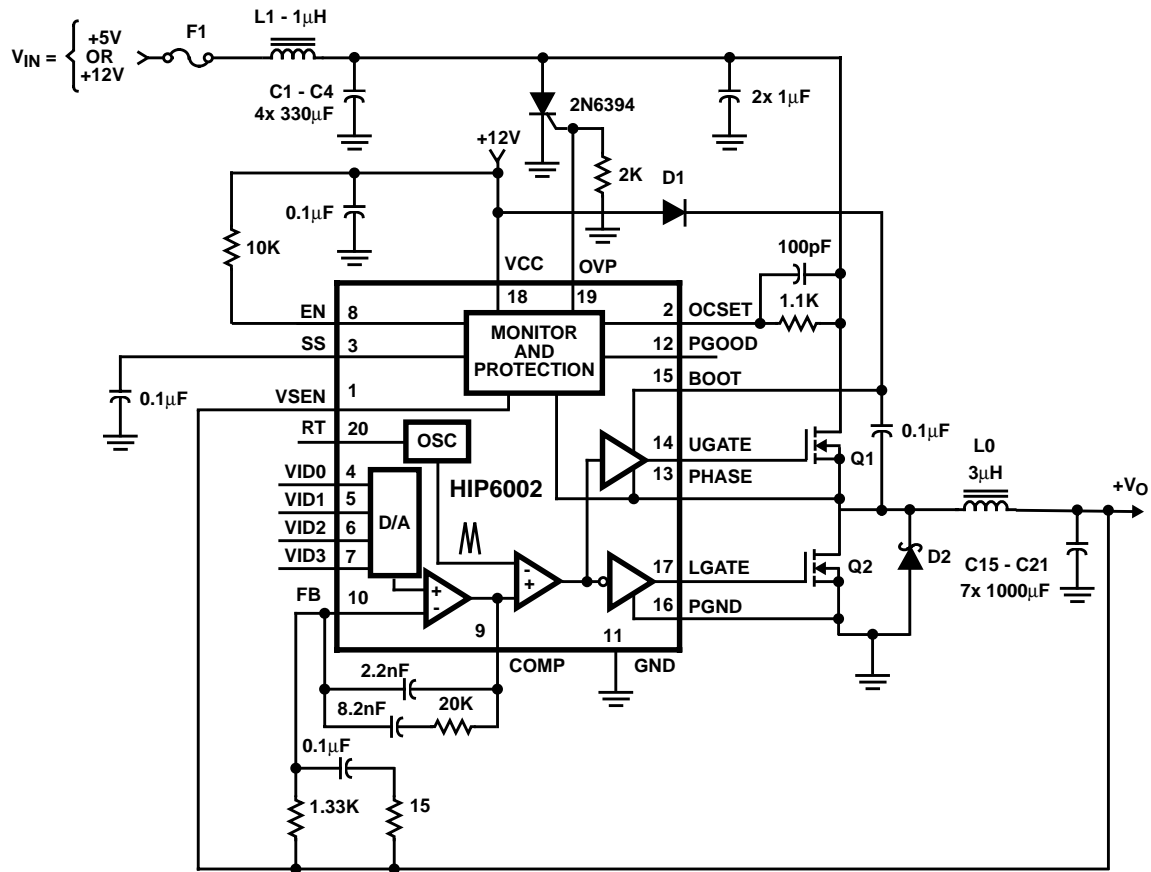 L1 - 1μH
F1
VIN =
+5V
OR
+12V
C1 - C4
4x 330μF
2N6394
2x 1μF
+12V
2K
D1
0.1μF
10K
100pF
VCC
OVP
18
19
1.1K
EN
8
2
OCSET
MONITOR
AND
PROTECTION
SS
3
12
PGOOD
15
BOOT
0.1μF
VSEN
1
RT
20
OSC
0.1μF
14
UGATE
Q1
L0
3μH
13
PHASE
+VO
VID0
4
HIP6002
VID1
5
D/A
VID2
6
VID3
7
17
LGATE
Q2
D2
C15 - C21
7x 1000μF
FB
10
+
-
-
+
16
PGND
9
11
COMP
GND
2.2nF
8.2nF
20K
0.1μF
1.33K
15